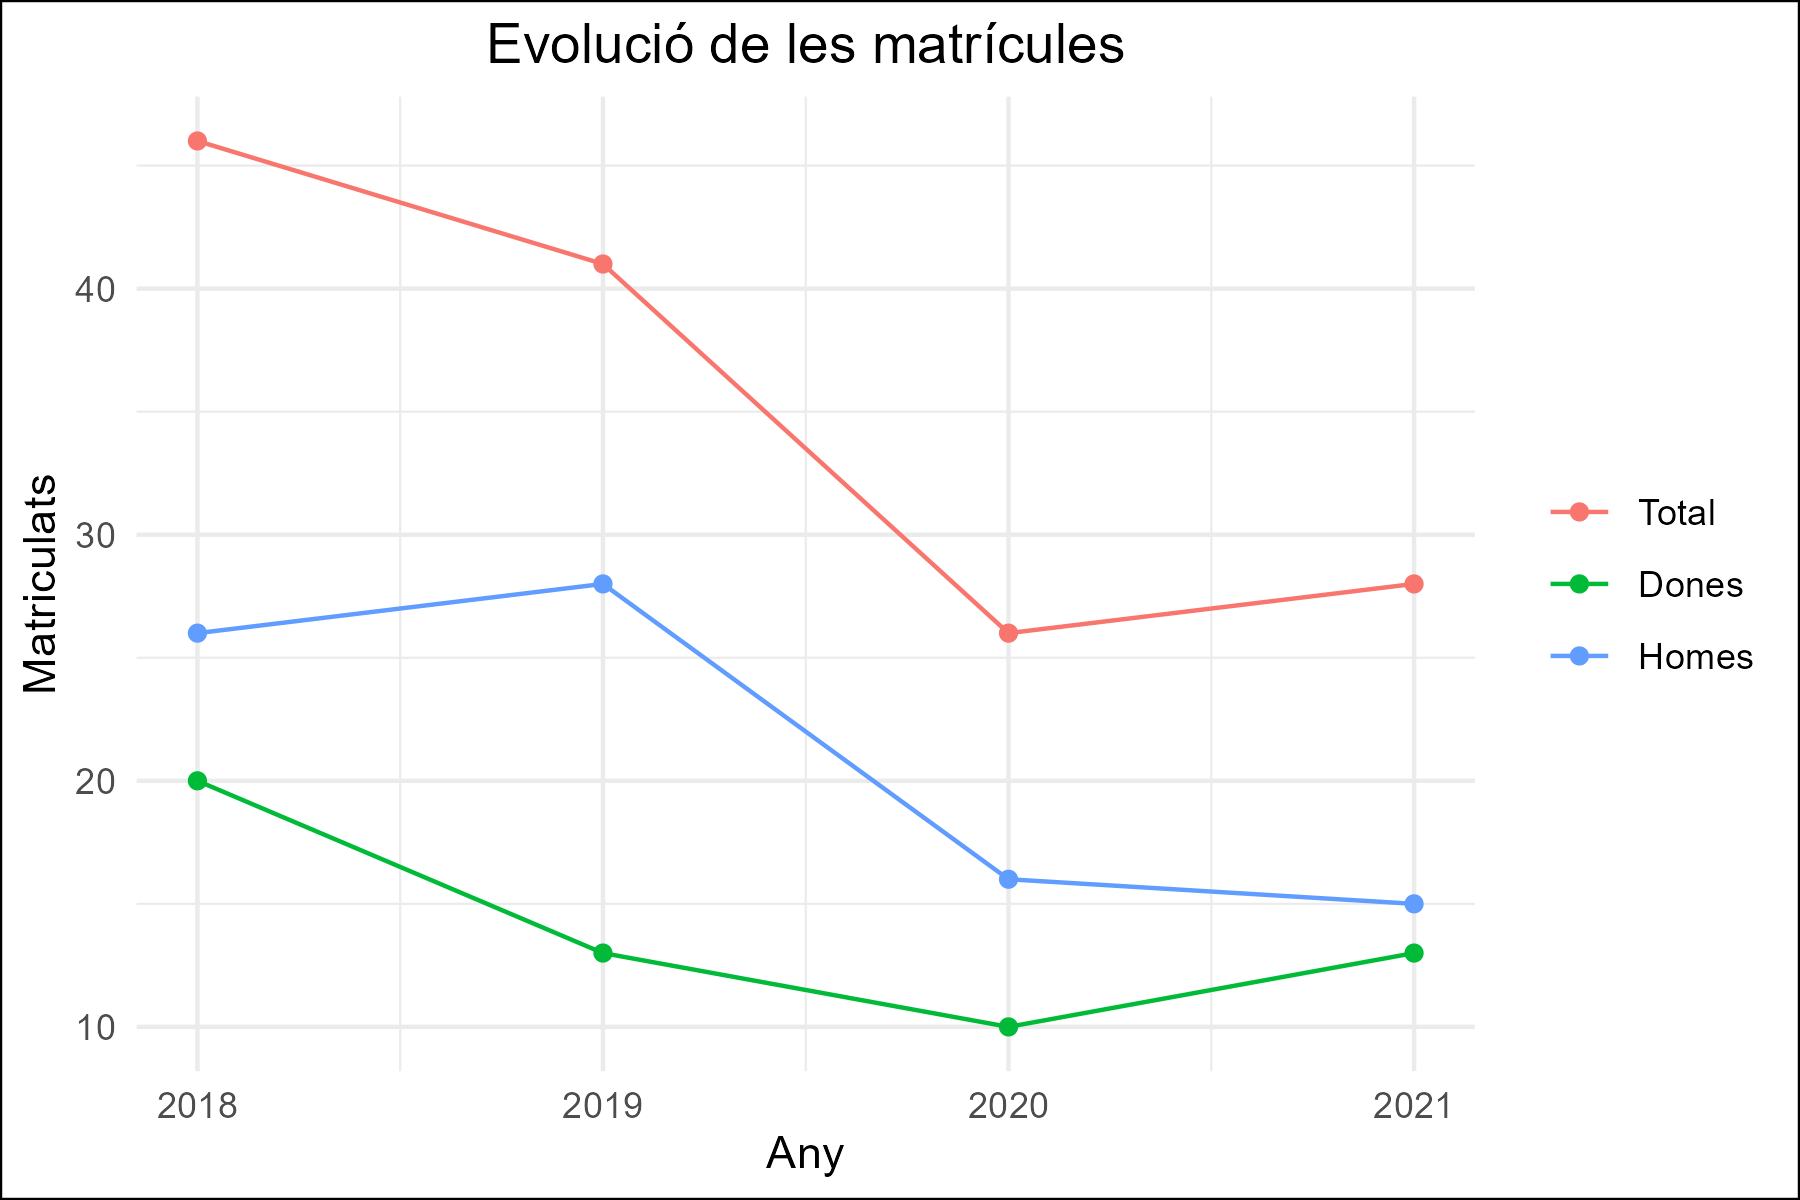 Evolució de les matrícules
Matriculats
40
30
20
10
2018 2019 2020 2021
Any
Total
Dones
Homes